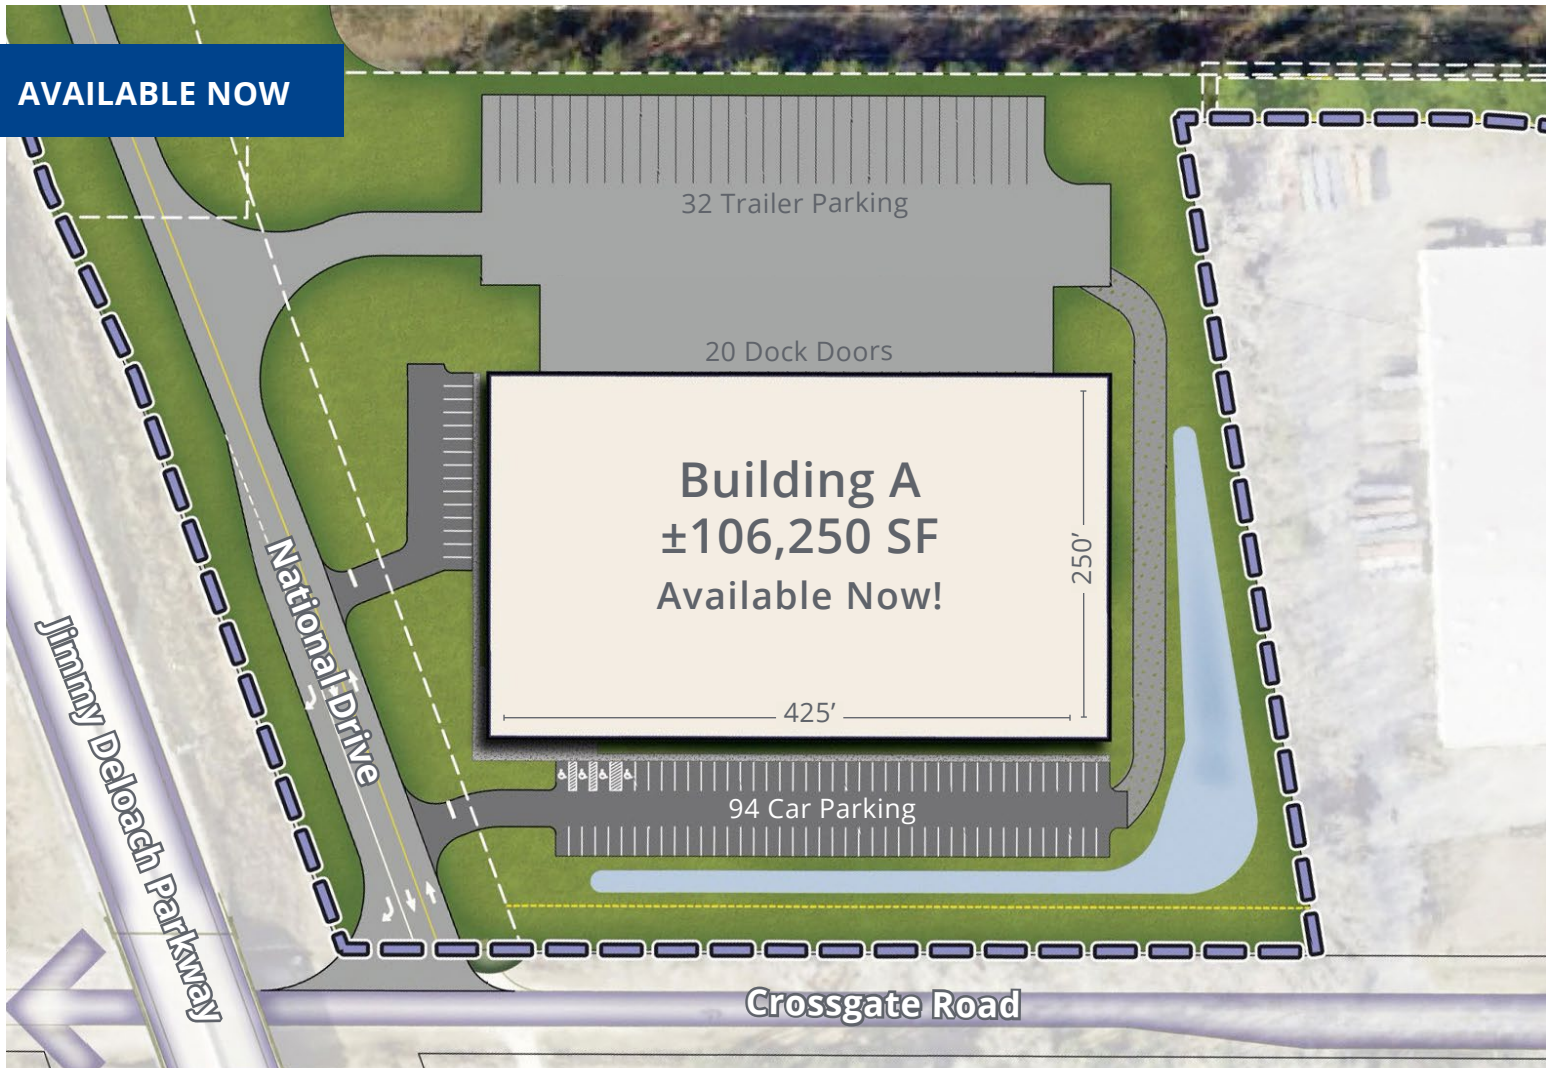 AVAILABLE NOW
32 Trailer Parking
20 Dock Doors
Building A
±106,250 SF
Available Now!
250’
425’
National Drive
Jimmy Deloach Parkway
94 Car Parking
Crossgate Road